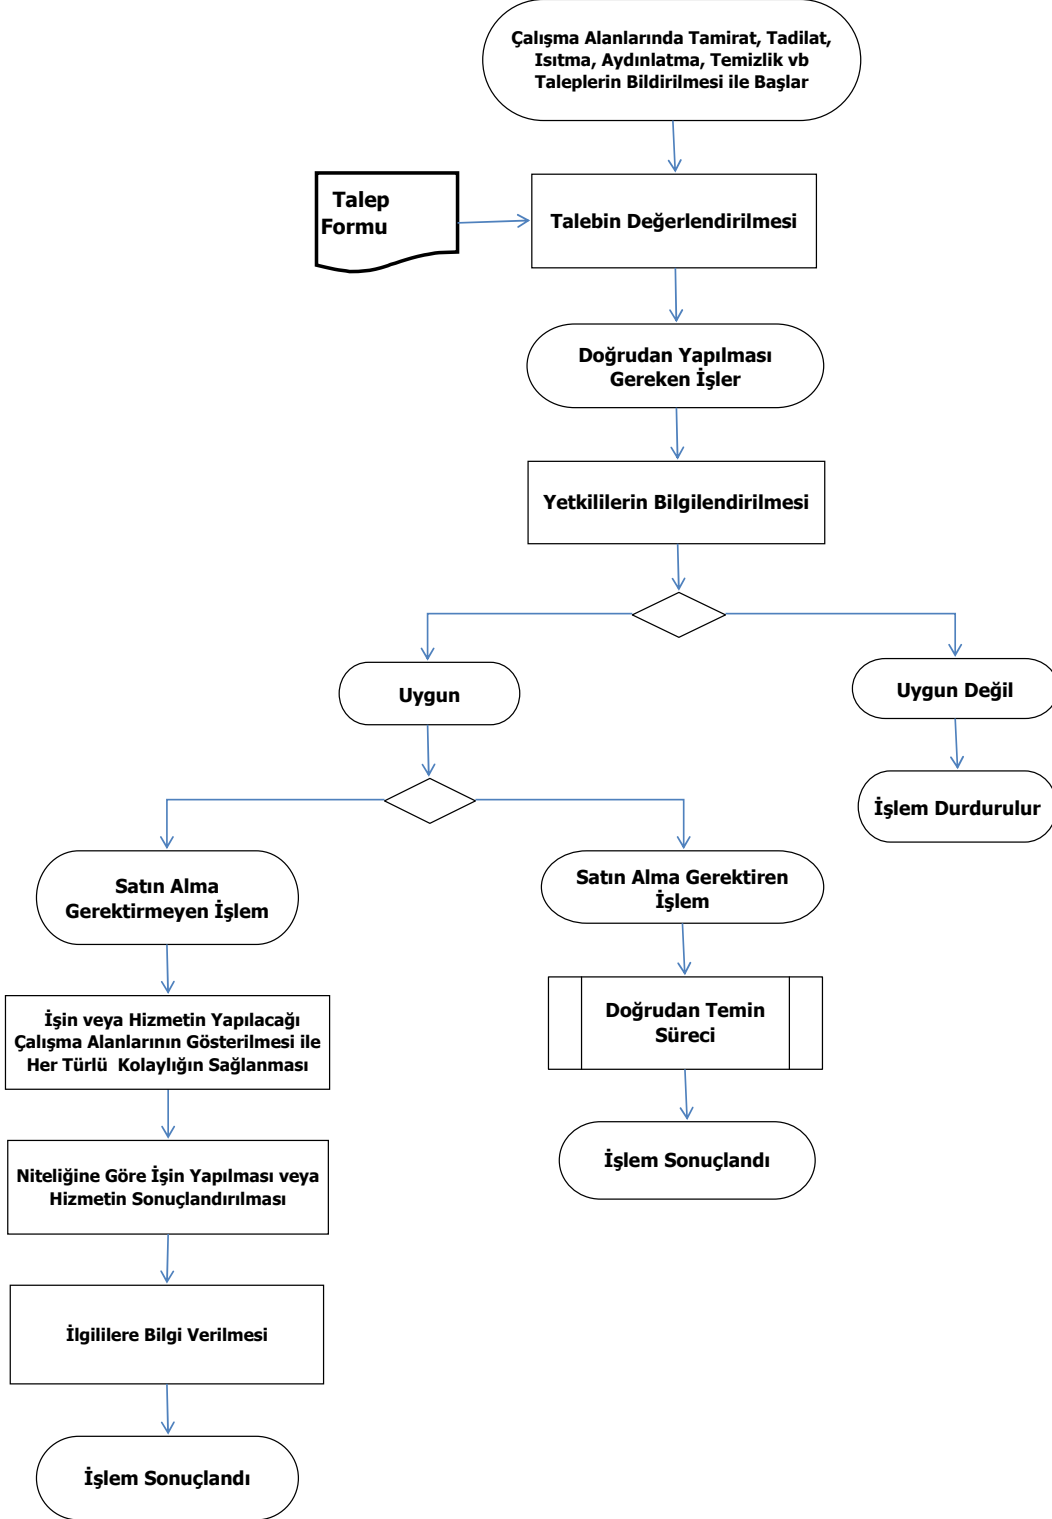 Çalışma Alanlarında Tamirat, Tadilat,
Isıtma, Aydınlatma, Temizlik vb
Taleplerin Bildirilmesi ile Başlar
Talep
Formu
Talebin Değerlendirilmesi
Doğrudan Yapılması
Gereken İşler
Yetkililerin Bilgilendirilmesi
Uygun
Uygun Değil
İşlem Durdurulur
Satın Alma
Gerektirmeyen İşlem
Satın Alma Gerektiren
İşlem
İşin veya Hizmetin Yapılacağı
Çalışma Alanlarının Gösterilmesi ile
Her Türlü Kolaylığın Sağlanması
Doğrudan Temin
Süreci
Niteliğine Göre İşin Yapılması veya
Hizmetin Sonuçlandırılması
İşlem Sonuçlandı
İlgililere Bilgi Verilmesi
İşlem Sonuçlandı